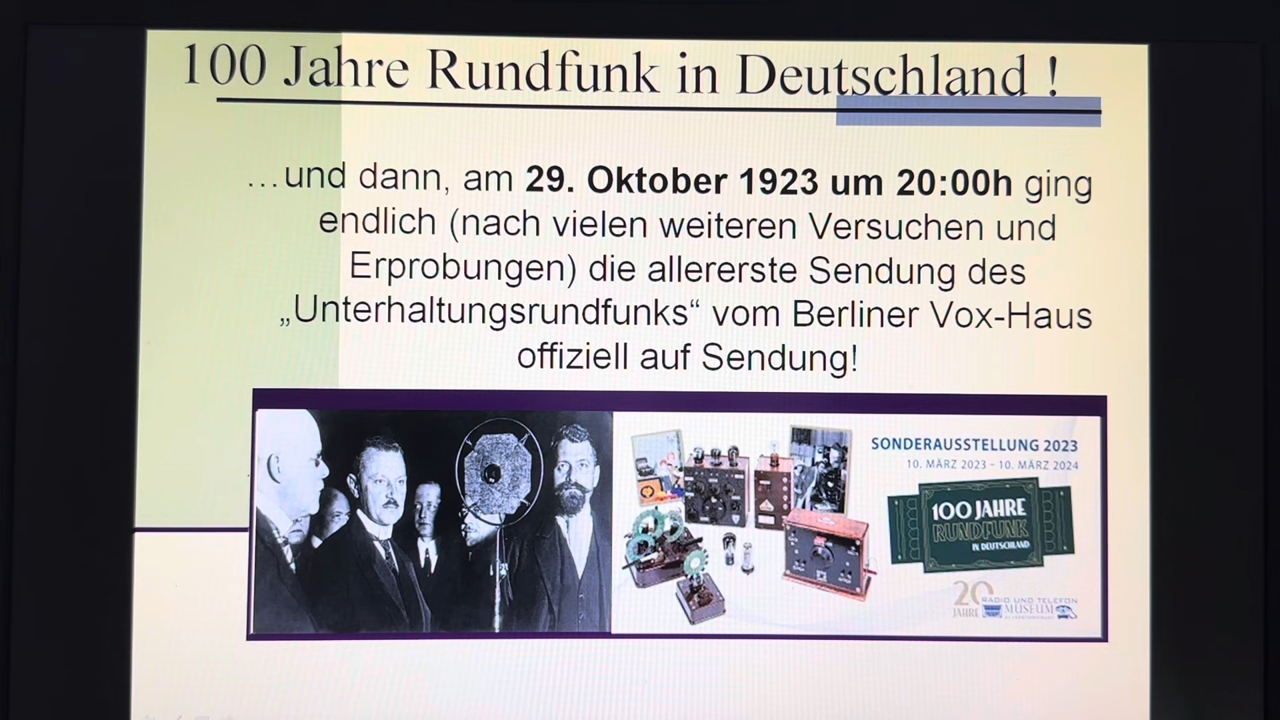 100 Jahre Rundfunk in Deutschland !
…und dann, am 29. Oktober 1923 um 20:00h ging
endlich (nach vielen weiteren Versuchen und
Erprobungen) die allererste Sendung des
„Unterhaltungsrundfunks“ vom Berliner Vox-Haus
offiziell auf Sendung!
SONDERAUSSTELLUNG 2023
10. MÄRZ 2023 – 10. MÄRZ 2024
100 JAHRE
RUNDFUNK
IN DEUTSCHLAND
20
JAHRE
RADIO UND TELEFON
MUSEUM